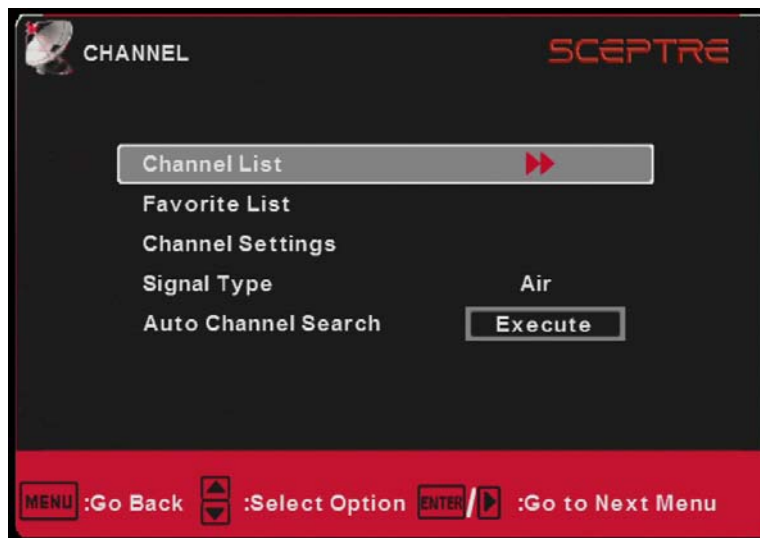 CHANNEL
SCEPTRE
Channel List
Favorite List
Channel Settings
Signal Type Air
Auto Channel Search Execute
MENU :Go Back :Select Option ENTER / :Go to Next Menu